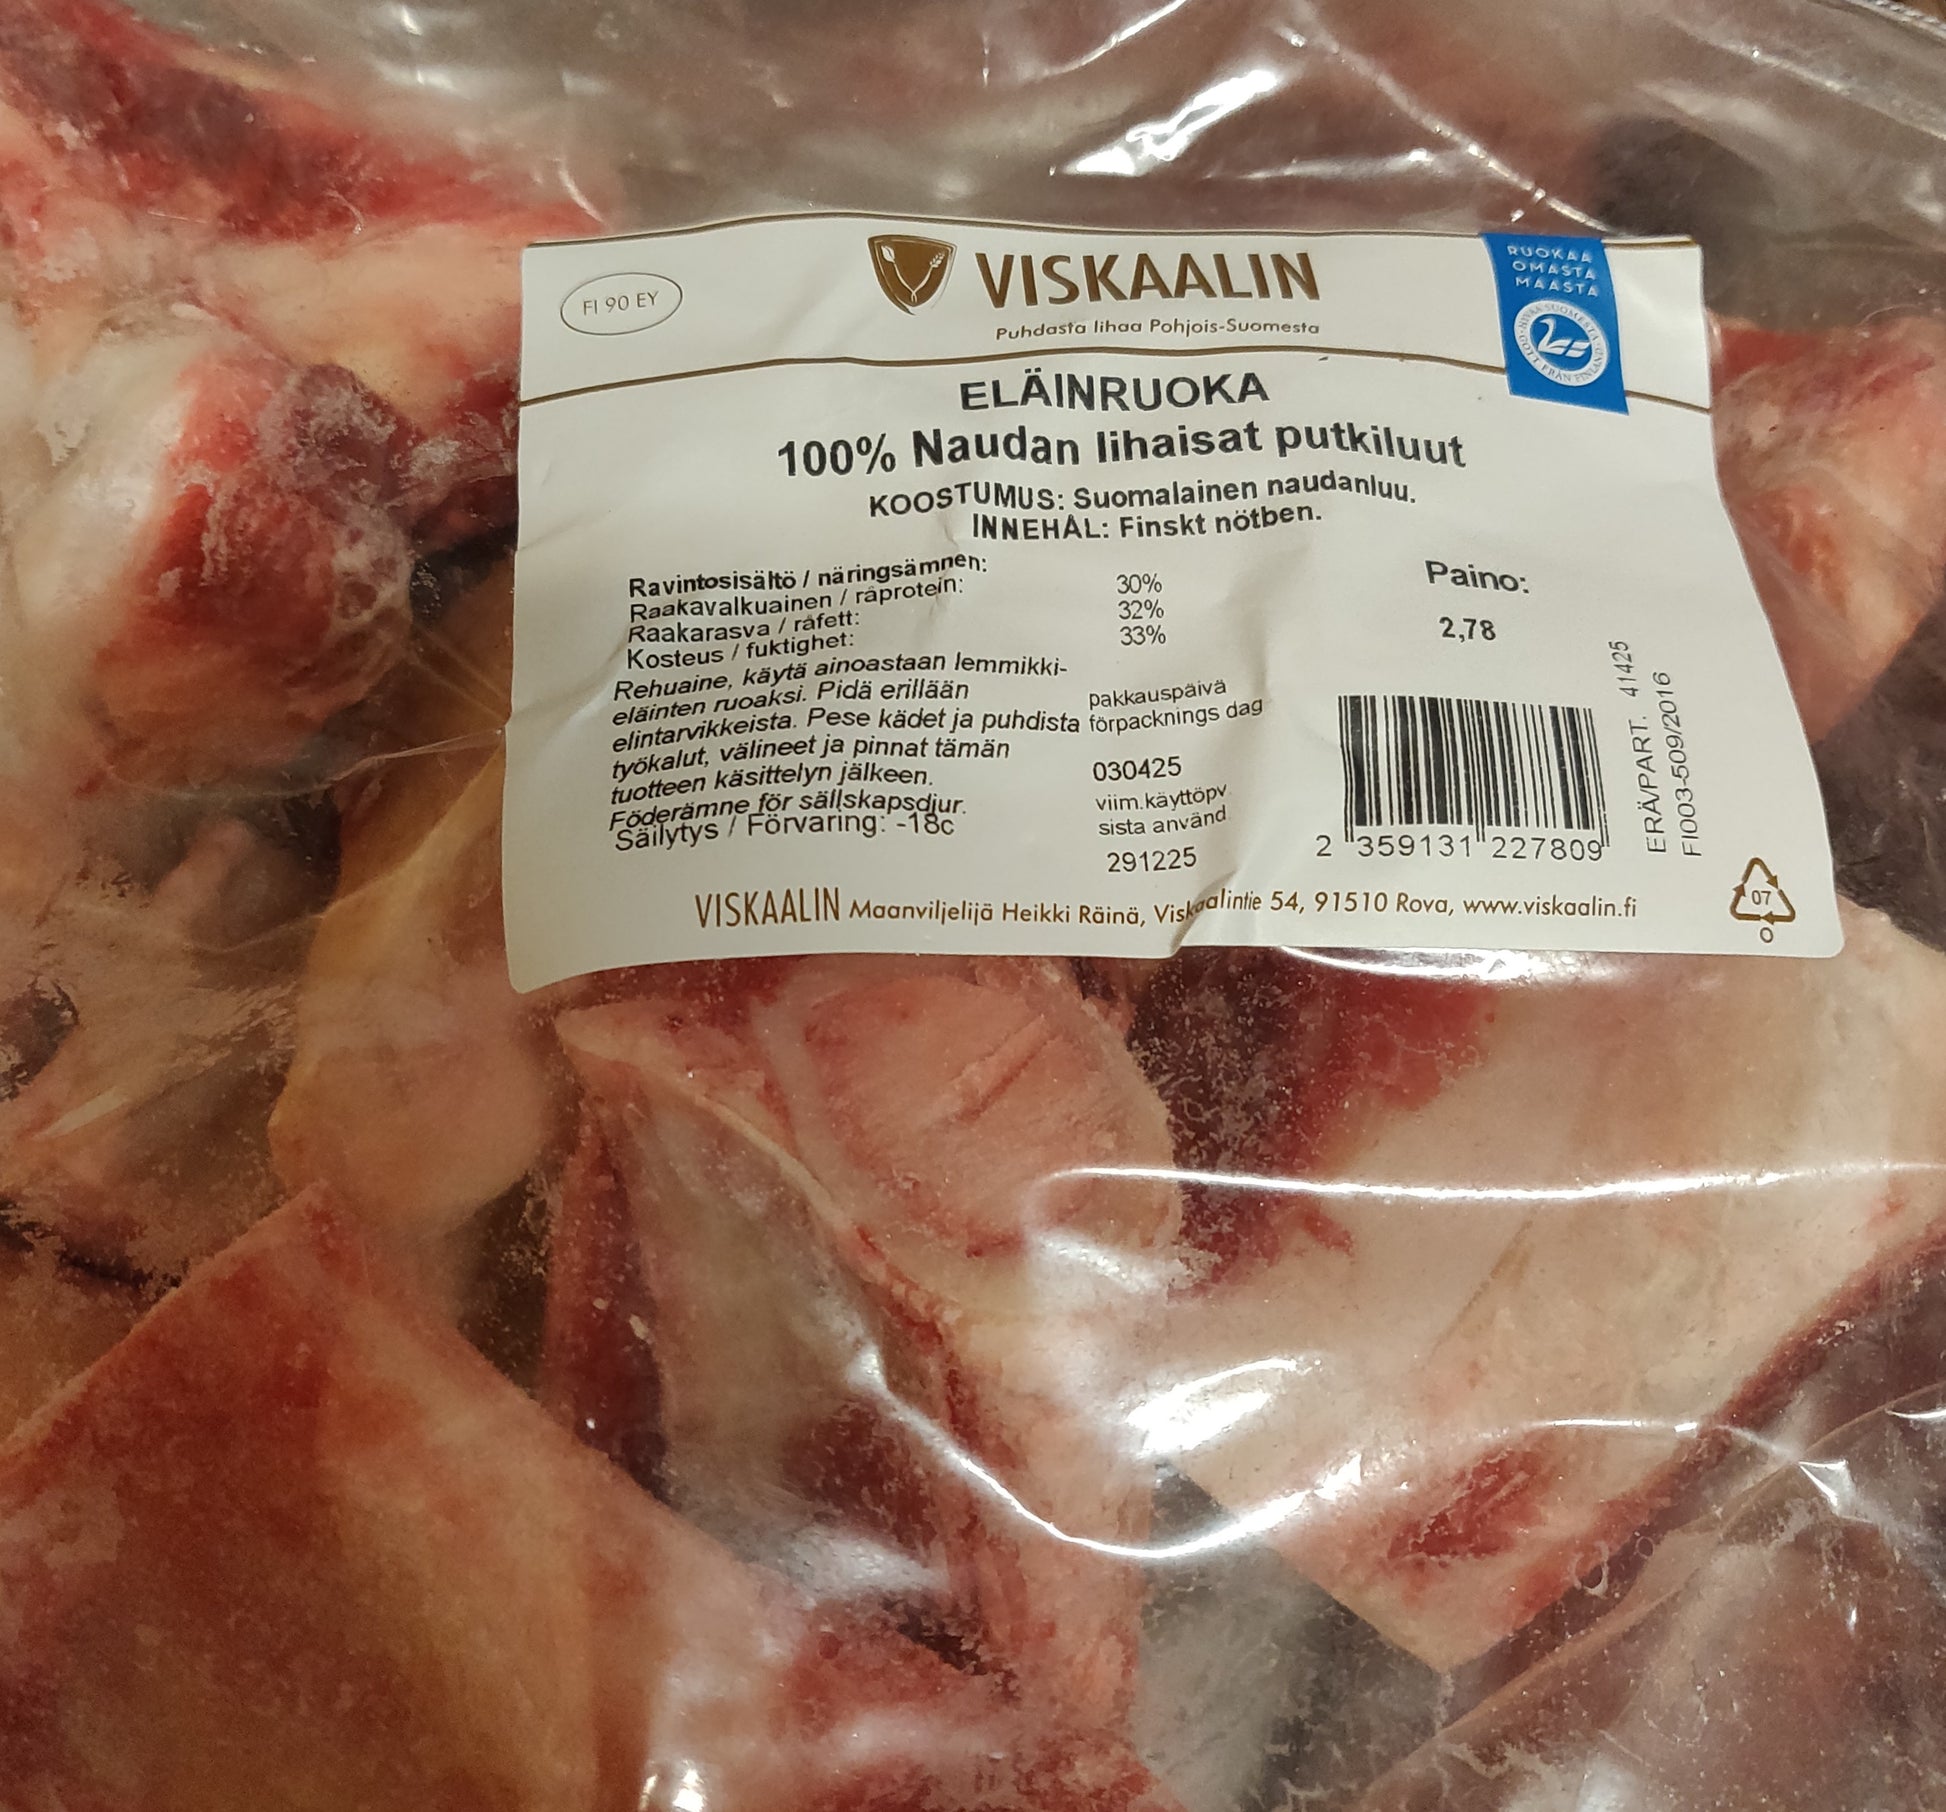 FI 90 EY
VISKAALIN
Puhdasta lihaa Pohjois-Suomesta
RUOKAA
OMASTA
MAASTA
HYVÄÄ SUOMESTA
FRÅN FINLAND
ELÄINRUOKA
100% Naudan lihaisat putkiluut
KOOSTUMUS: Suomalainen naudanluu.
INNEHÅL: Finskt nötben.
Ravintosisältö / näringsämnen:
Raakavalkuainen / råprotein: 30%
Raakarasva / råfett: 32%
Kosteus / fuktighet: 33%
Rehuaine, käytä ainoastaan lemmikki-
eläinten ruoaksi. Pidä erillään
elintarvikkeista. Pese kädet ja puhdista
työkalut, välineet ja pinnat tämän
tuotteen käsittelyn jälkeen.
Föderämne för sällskapsdjur.
Säilytys / Förvaring: -18c
pakkauspäivä
förpacknings dag
030425
viim.käyttöpv.
sista använd.
291225
Paino:
2,78
2 359131 227809
ERÄ/PART. 41425
FI003-509/2016
VISKAALIN Maanviljelijä Heikki Räinä, Viskaalintie 54, 91510 Rova, www.viskaalin.fi
07
O